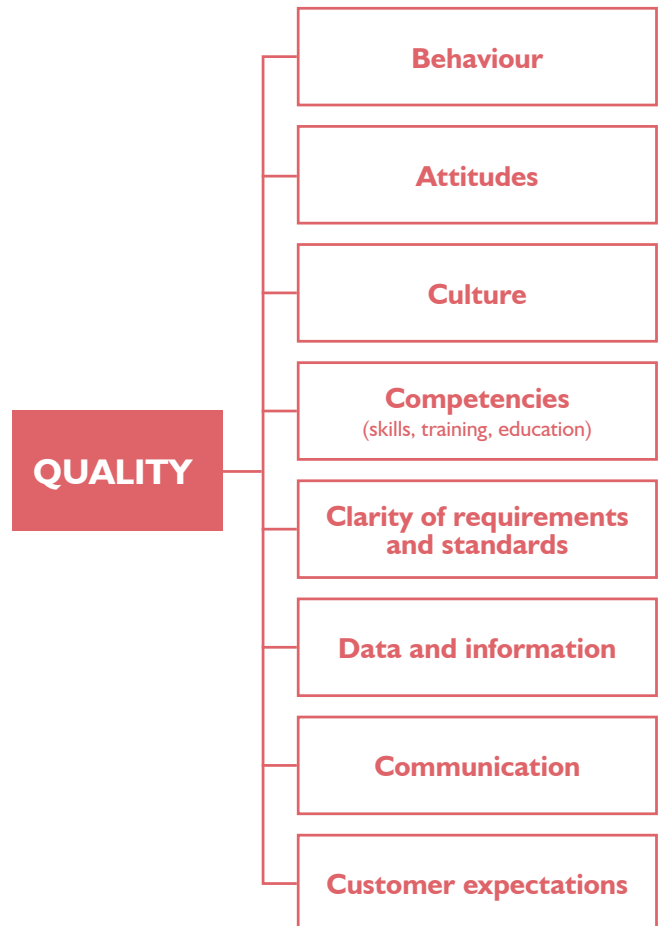 Behaviour
Attitudes
Culture
Competencies
(skills, training, education)
QUALITY
Clarity of requirements
and standards
Data and information
Communication
Customer expectations